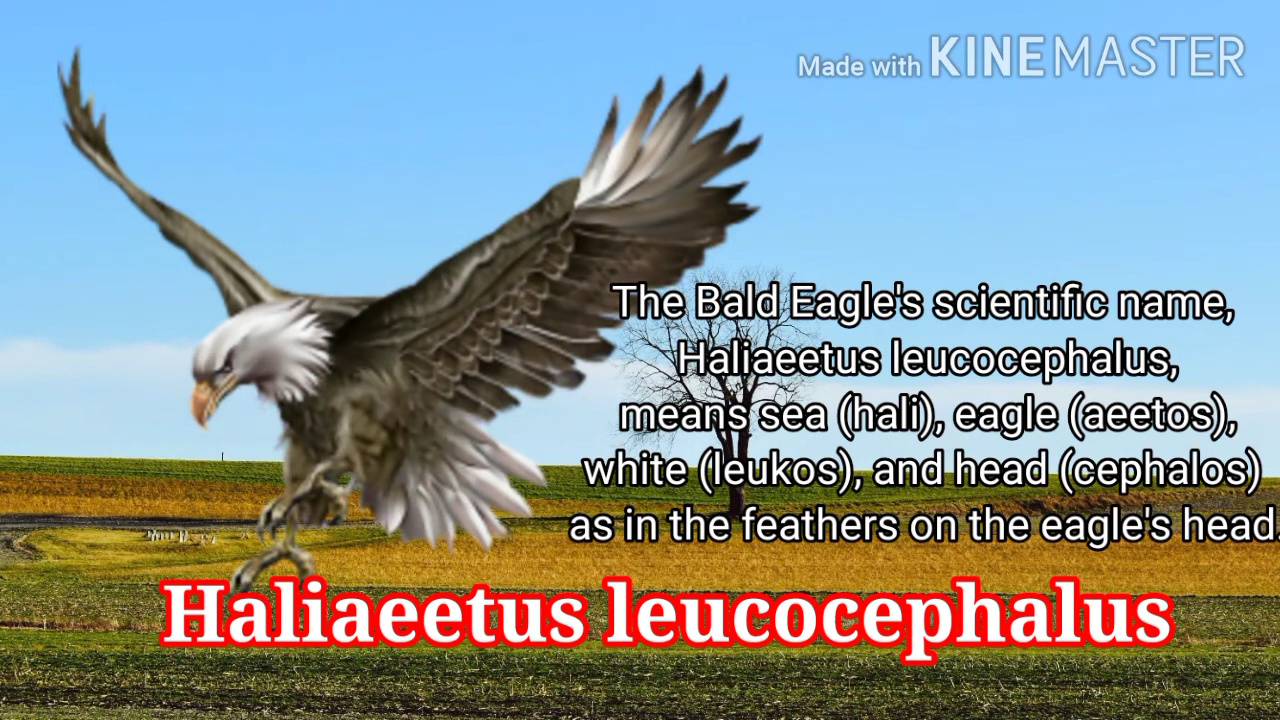 Made with KINEMASTER
The Bald Eagle's scientific name,
Haliaeetus leucocephalus,
means sea (hali), eagle (aeetos),
white (leukos), and head (cephalos)
as in the feathers on the eagle's head.
Haliaeetus leucocephalus